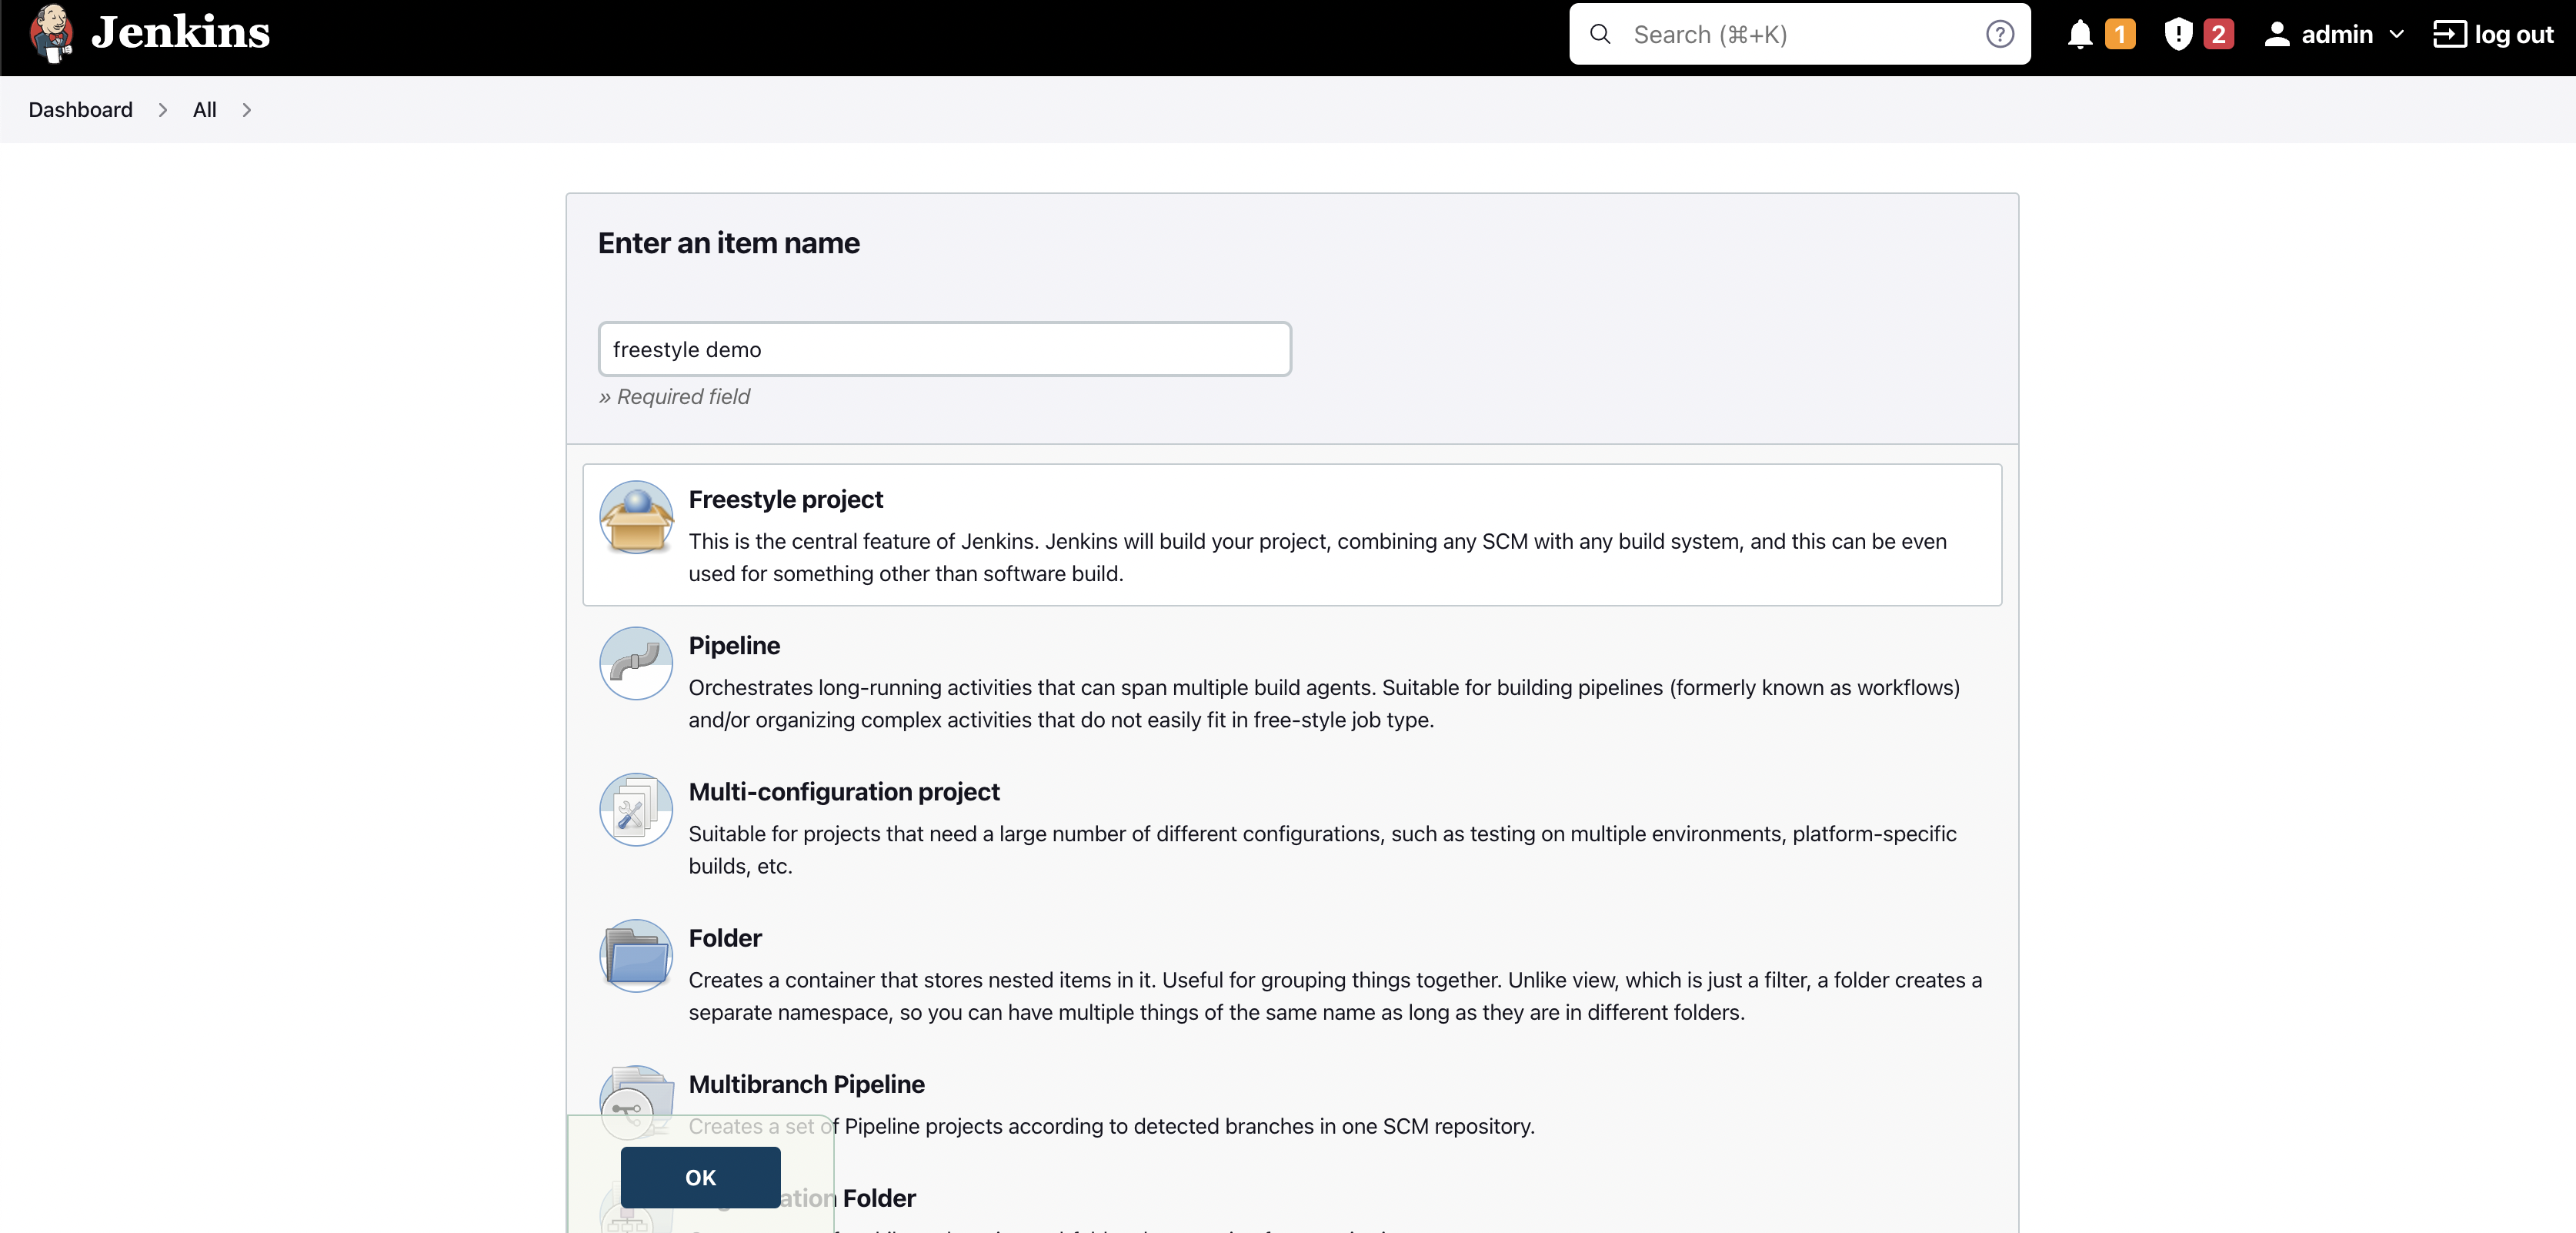 Jenkins
Search (⌘+K)
1
2
admin
log out
Dashboard
All
Enter an item name
freestyle demo
» Required field
Freestyle project
This is the central feature of Jenkins. Jenkins will build your project, combining any SCM with any build system, and this can be even
used for something other than software build.
Pipeline
Orchestrates long-running activities that can span multiple build agents. Suitable for building pipelines (formerly known as workflows)
and/or organizing complex activities that do not easily fit in free-style job type.
Multi-configuration project
Suitable for projects that need a large number of different configurations, such as testing on multiple environments, platform-specific
builds, etc.
Folder
Creates a container that stores nested items in it. Useful for grouping things together. Unlike view, which is just a filter, a folder creates a
separate namespace, so you can have multiple things of the same name as long as they are in different folders.
Multibranch Pipeline
Creates a set of Pipeline projects according to detected branches in one SCM repository.
OK
Folder